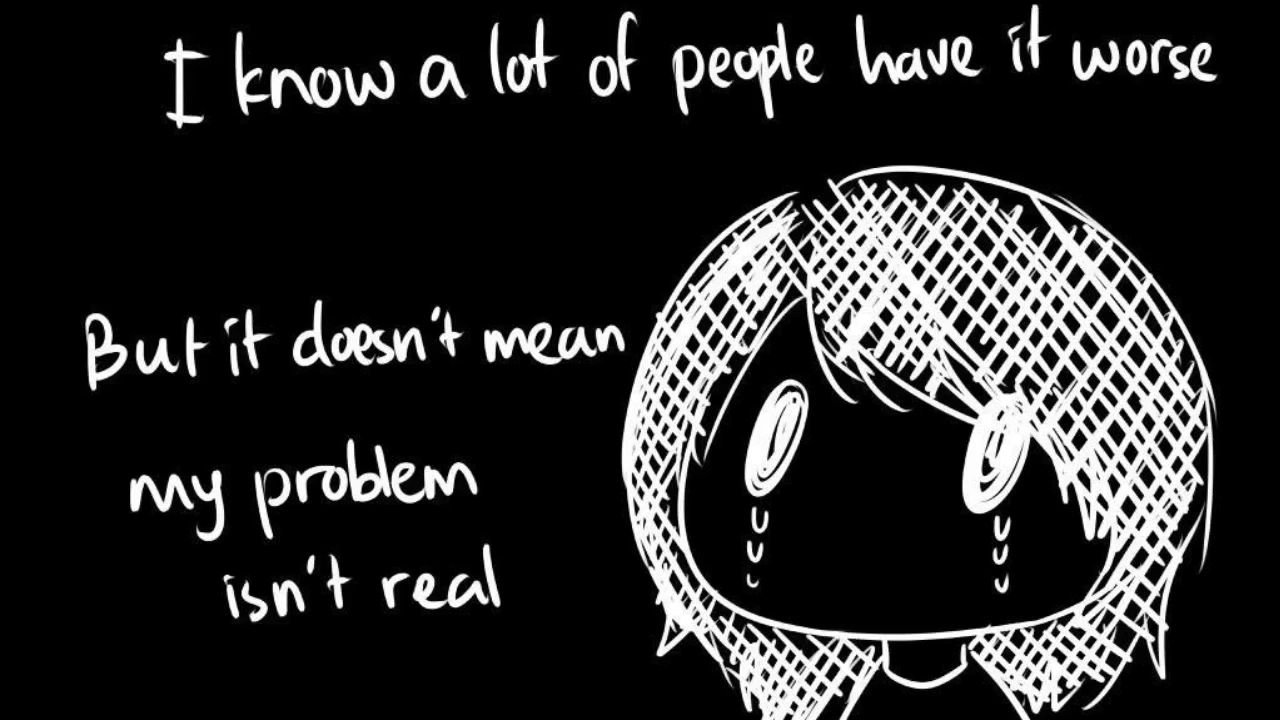 I know a lot of people have it worse
But it doesn't mean
my problem
isn't real